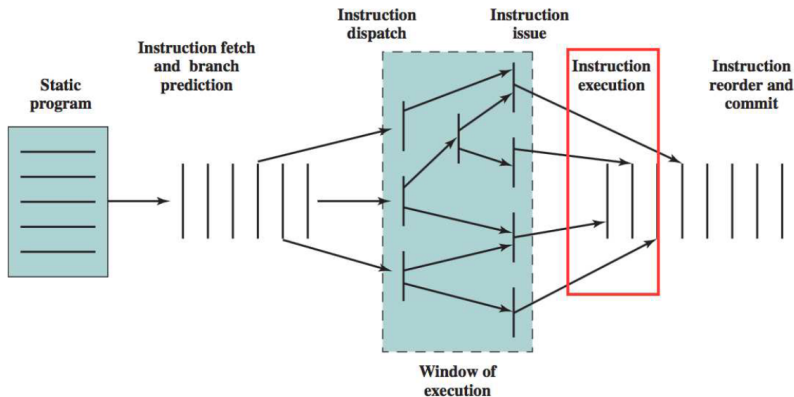 Static
program
Instruction fetch
and branch
prediction
Instruction
dispatch
Instruction
issue
Instruction
execution
Instruction
reorder and
commit
Window of
execution